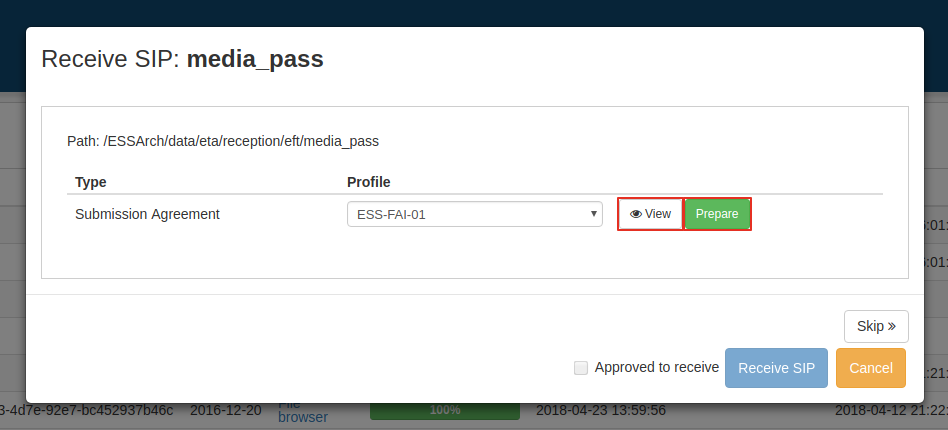 Receive SIP: media_pass
Path: /ESSArch/data/eta/reception/eft/media_pass
Type Profile
Submission Agreement ESS-FAI-01 View Prepare
Skip »
Approved to receive Receive SIP Cancel
3-4d7e-92e7-bc452937b46c 2016-12-20 File browser 100% 2018-04-23 13:59:56 2018-04-12 21:22: